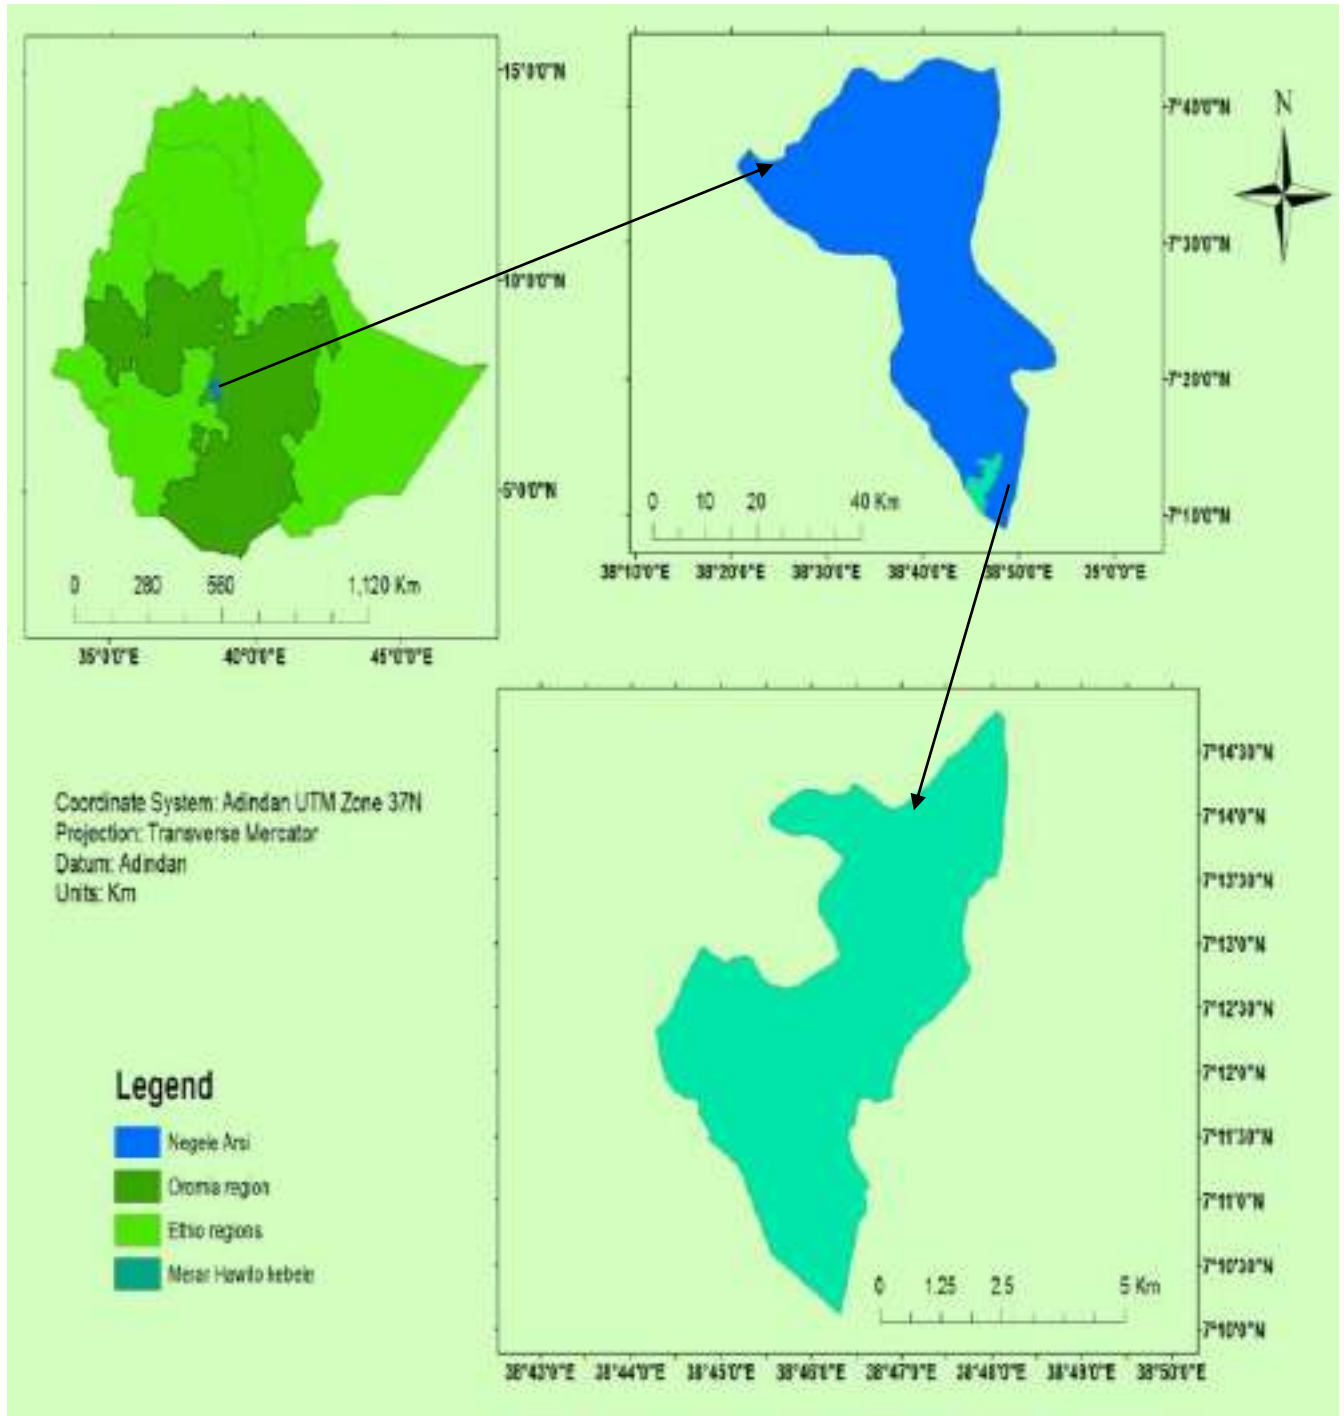 15°0'0"N
10°0'0"N
5°0'0"N
0 280 560 1,120 Km
35°0'0"E 40°0'0"E 45°0'0"E
N
7°40'0"N
7°30'0"N
7°20'0"N
7°10'0"N
0 10 20 40 Km
38°10'0"E 38°20'0"E 38°30'0"E 38°40'0"E 38°50'0"E 39°0'0"E
Coordinate System: Adindan UTM Zone 37N
Projection: Transverse Mercator
Datum: Adindan
Units: Km
7°14'30"N
7°14'0"N
7°13'30"N
7°13'0"N
7°12'30"N
7°12'0"N
7°11'30"N
7°11'0"N
7°10'30"N
7°10'0"N
0 1.25 2.5 5 Km
38°43'0"E 38°44'0"E 38°45'0"E 38°46'0"E 38°47'0"E 38°48'0"E 38°49'0"E 38°50'0"E
Legend
Negele Arsi
Oromia region
Ethio regions
Hawito kebele